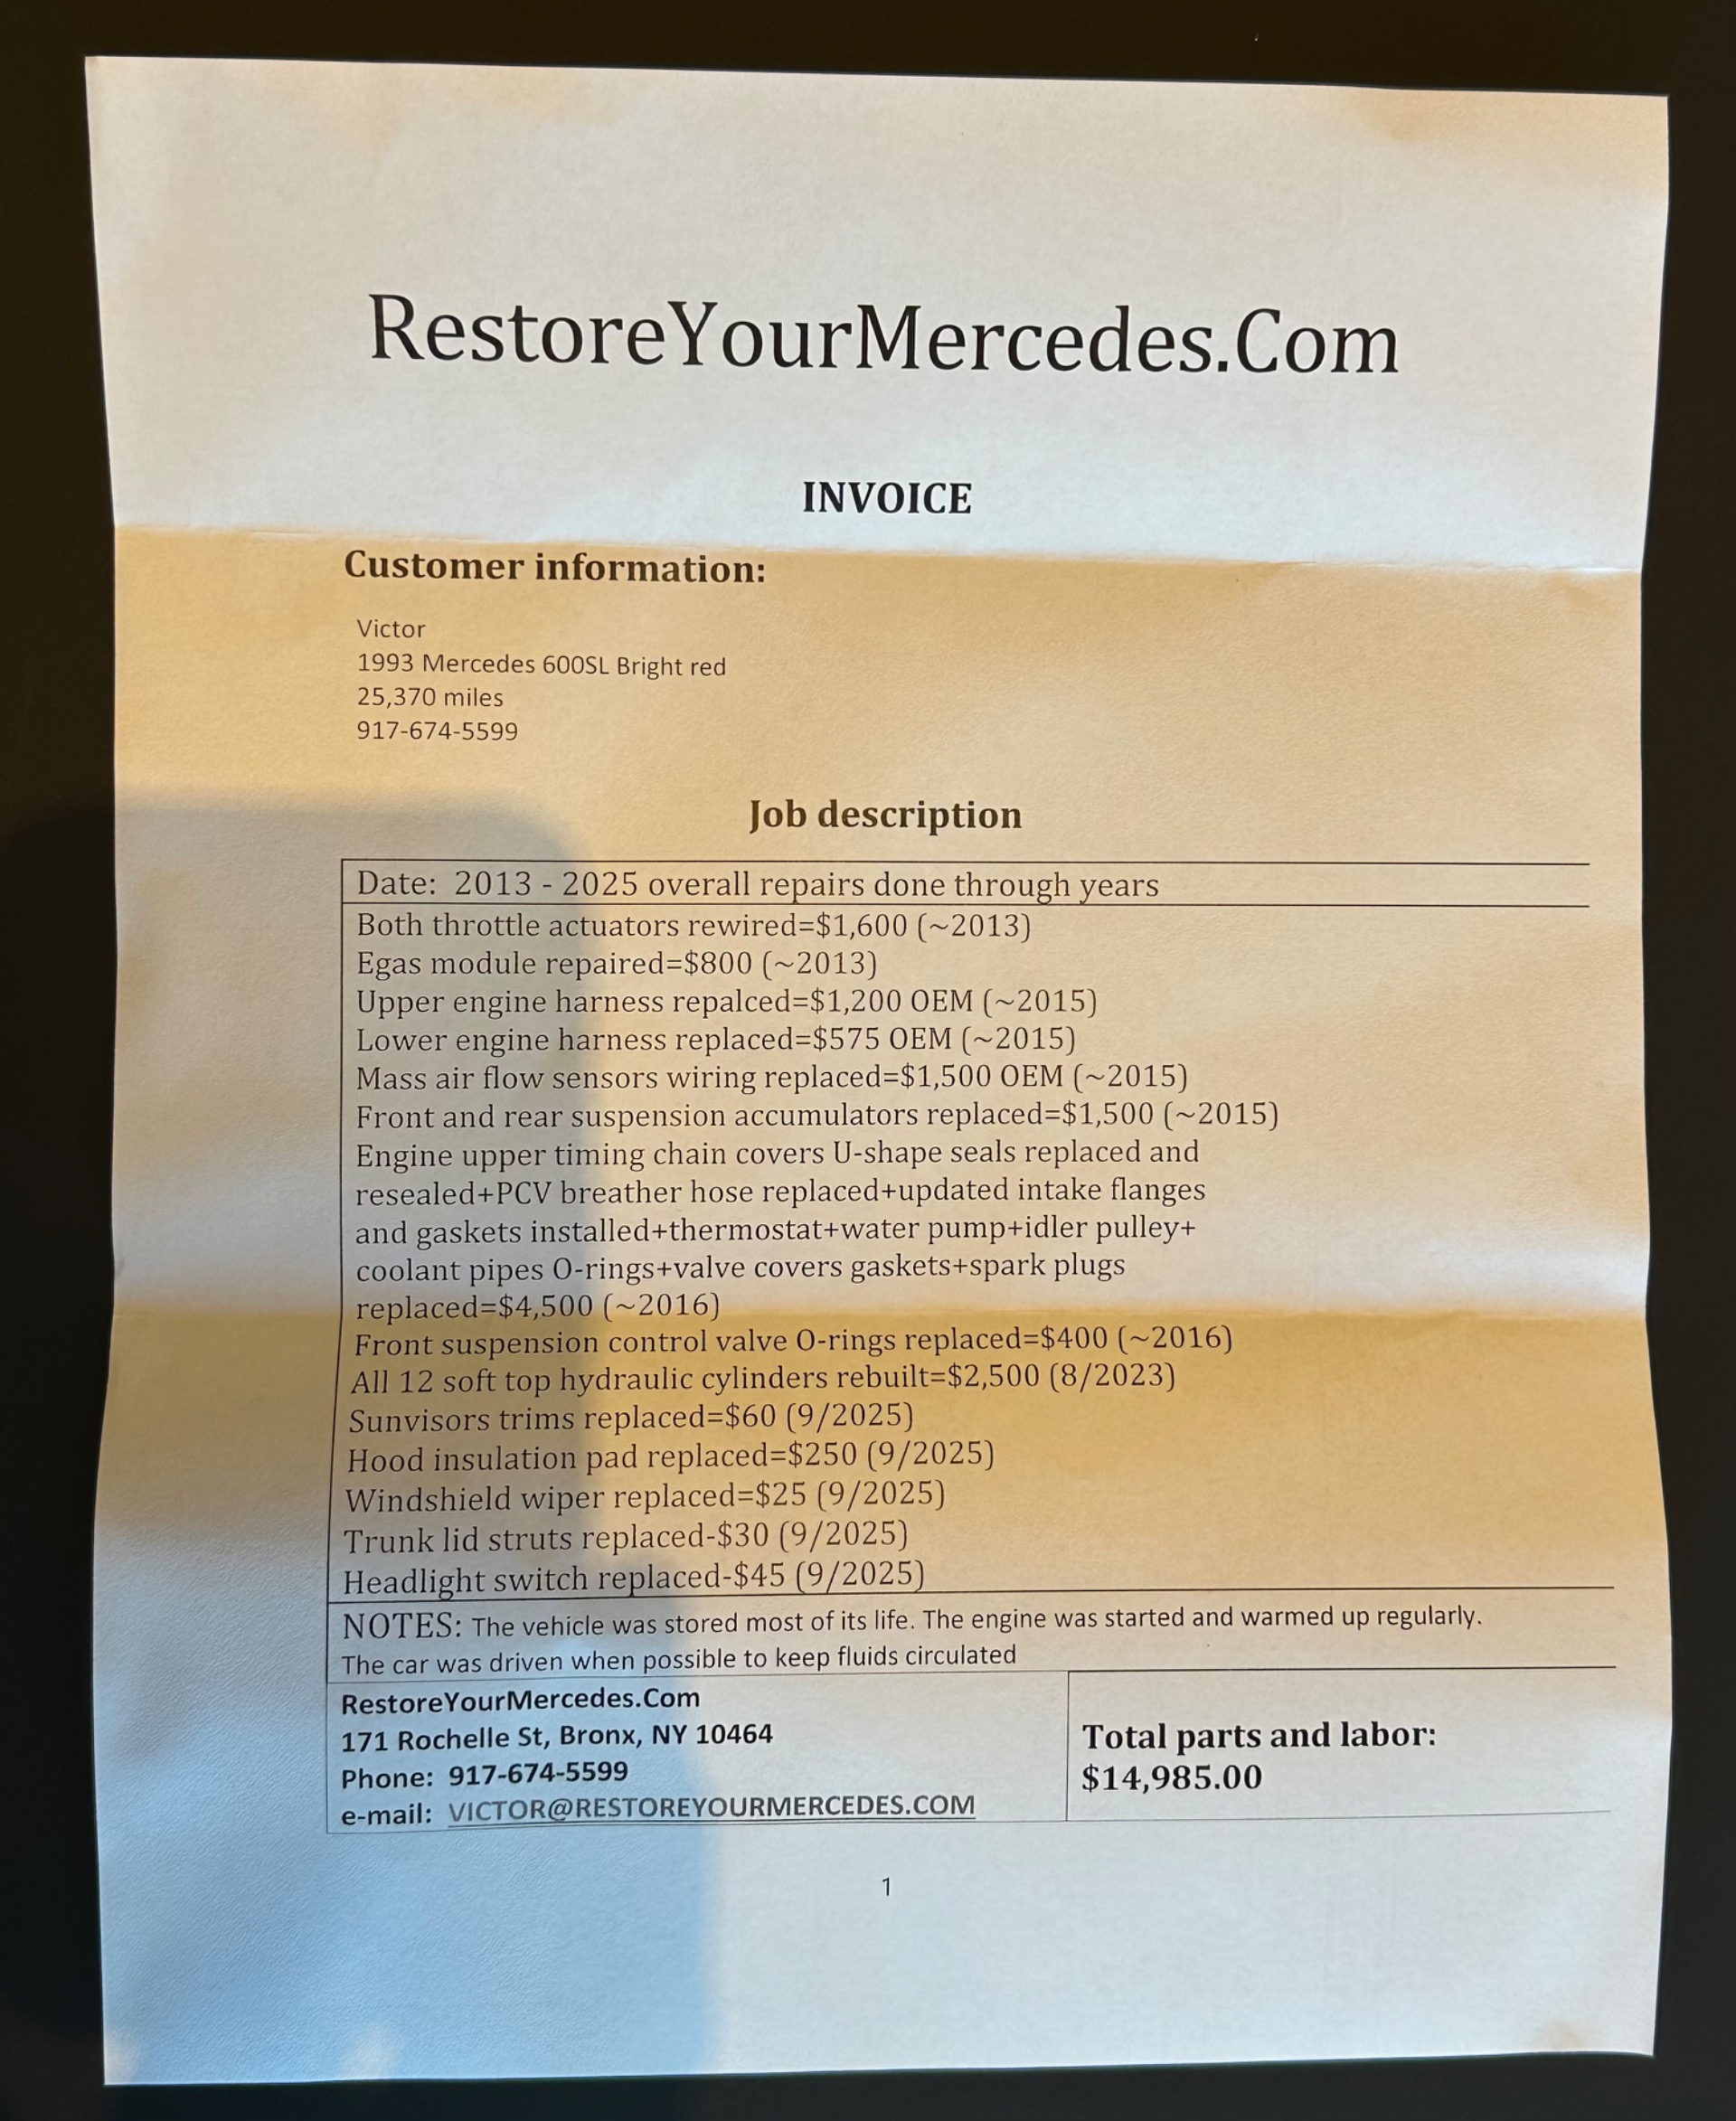 RestoreYourMercedes.Com
INVOICE
Customer information:
Victor
1993 Mercedes 600SL Bright red
25,370 miles
917-674-5599
Job description
Date: 2013 - 2025 overall repairs done through years
Both throttle actuators rewired=$1,600 (~2013)
Egas module repaired=$800 (~2013)
Upper engine harness repalced=$1,200 OEM (~2015)
Lower engine harness replaced=$575 OEM (~2015)
Mass air flow sensors wiring replaced=$1,500 OEM (~2015)
Front and rear suspension accumulators replaced=$1,500 (~2015)
Engine upper timing chain covers U-shape seals replaced and
resealed+PCV breather hose replaced+updated intake flanges
and gaskets installed+thermostat+water pump+idler pulley+
coolant pipes O-rings+valve covers gaskets+spark plugs
replaced=$4,500 (~2016)
Front suspension control valve O-rings replaced=$400 (~2016)
All 12 soft top hydraulic cylinders rebuilt=$2,500 (8/2023)
Sunvisors trims replaced=$60 (9/2025)
Hood insulation pad replaced=$250 (9/2025)
Windshield wiper replaced=$25 (9/2025)
Trunk lid struts replaced-$30 (9/2025)
Headlight switch replaced-$45 (9/2025)
NOTES: The vehicle was stored most of its life. The engine was started and warmed up regularly.
The car was driven when possible to keep fluids circulated
RestoreYourMercedes.Com
171 Rochelle St, Bronx, NY 10464
Phone: 917-674-5599
e-mail: VICTOR@RESTOREYOURMERCEDES.COM
Total parts and labor:
$14,985.00
1